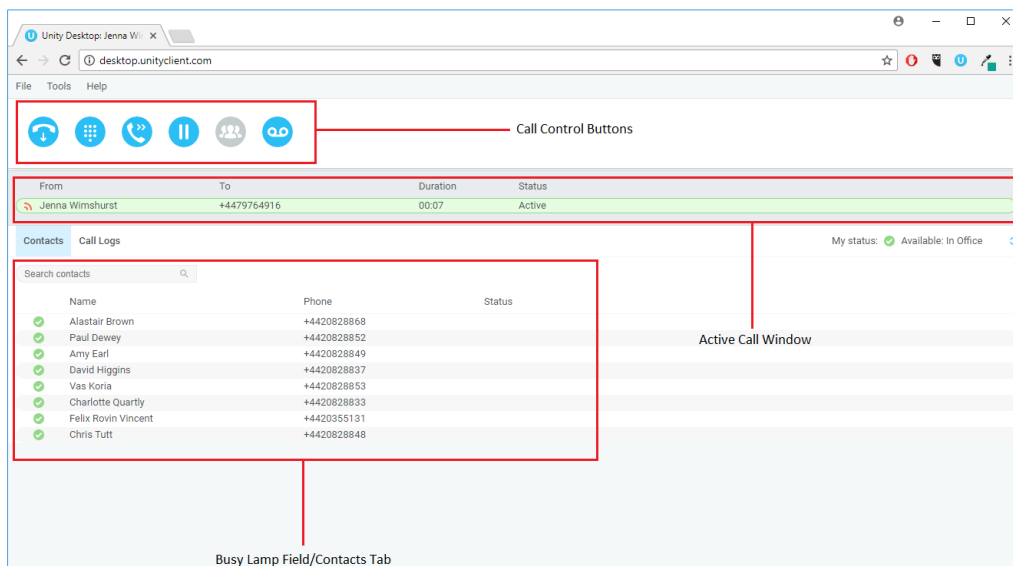 Unity Desktop: Jenna Wi
desktop.unityclient.com
File Tools Help
Call Control Buttons
From To Duration Status
Jenna Wimshurst +4479764916 00:07 Active
Contacts Call Logs My status: Available: In Office
Search contacts
Name Phone Status
Alastair Brown +4420828868
Paul Dewey +4420828852
Amy Earl +4420828849
David Higgins +4420828837
Vas Koria +4420828853
Charlotte Quartly +4420828833
Felix Rovin Vincent +4420355131
Chris Tutt +4420828848
Active Call Window
Busy Lamp Field/Contacts Tab